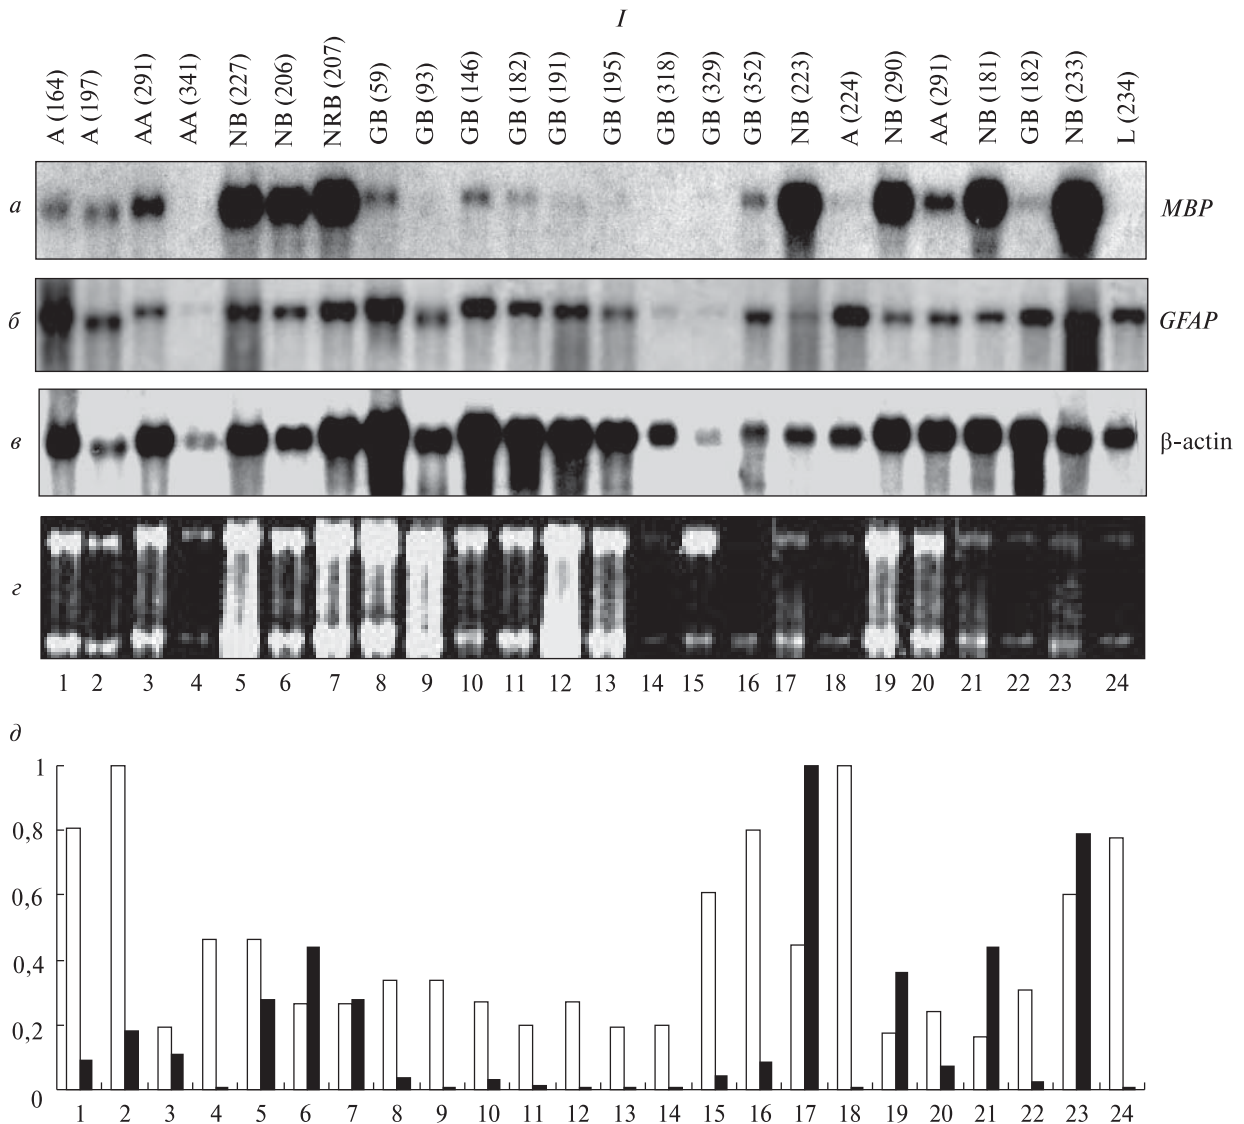 I
A (164) A (197) AA (291) AA (341) NB (227) NB (206) NRB (207) GB (59) GB (93) GB (146) GB (182) GB (191) GB (195) GB (318) GB (329) GB (352) NB (223) A (224) NB (290) AA (291) NB (181) GB (182) NB (233) L (234)
а MBP
б GFAP
в β-actin
г
1 2 3 4 5 6 7 8 9 10 11 12 13 14 15 16 17 18 19 20 21 22 23 24
д
1
0,8
0,6
0,4
0,2
0
1 2 3 4 5 6 7 8 9 10 11 12 13 14 15 16 17 18 19 20 21 22 23 24